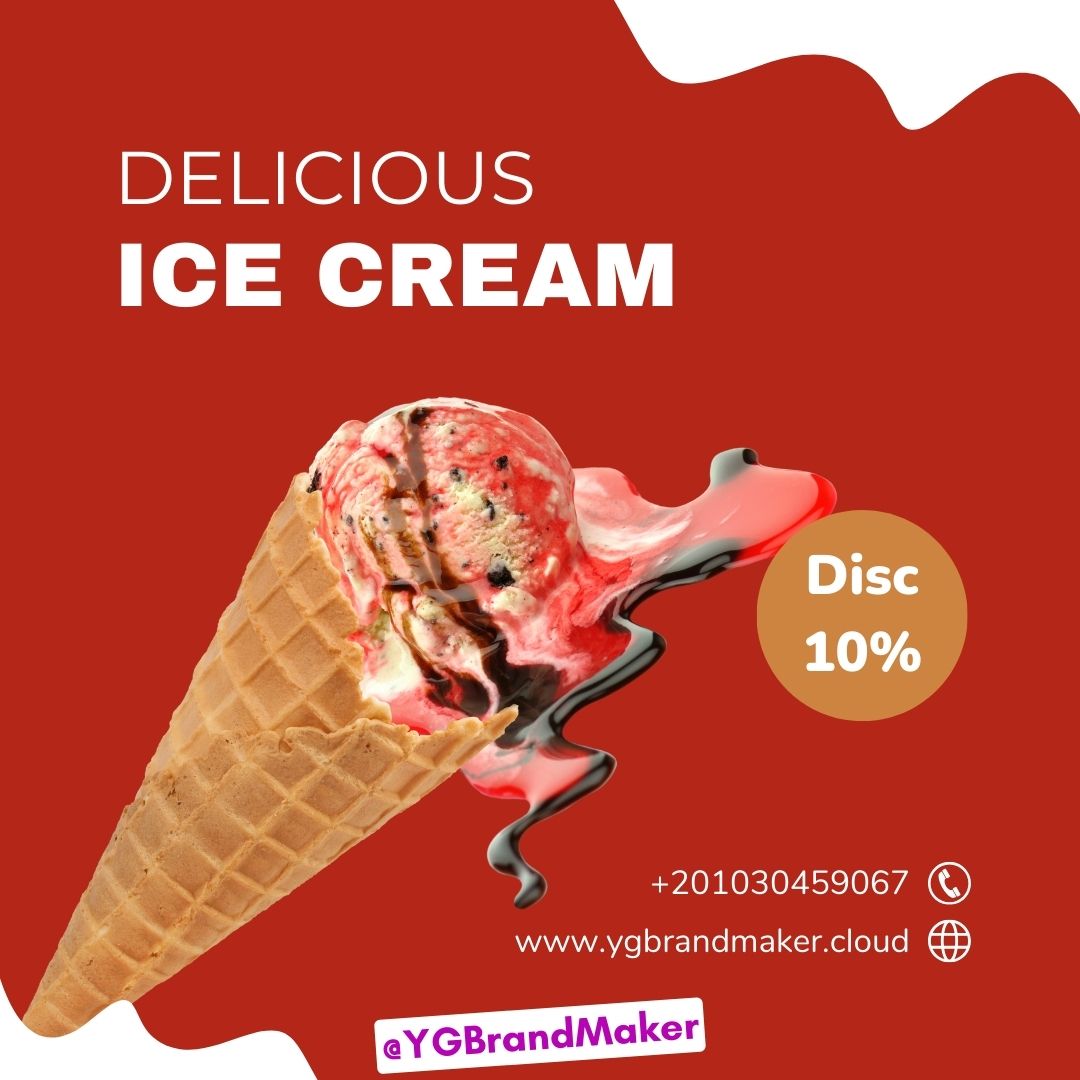 DELICIOUS
ICE CREAM
Disc
10%
+201030459067
www.ygbrandmaker.cloud
@YGBrandMaker